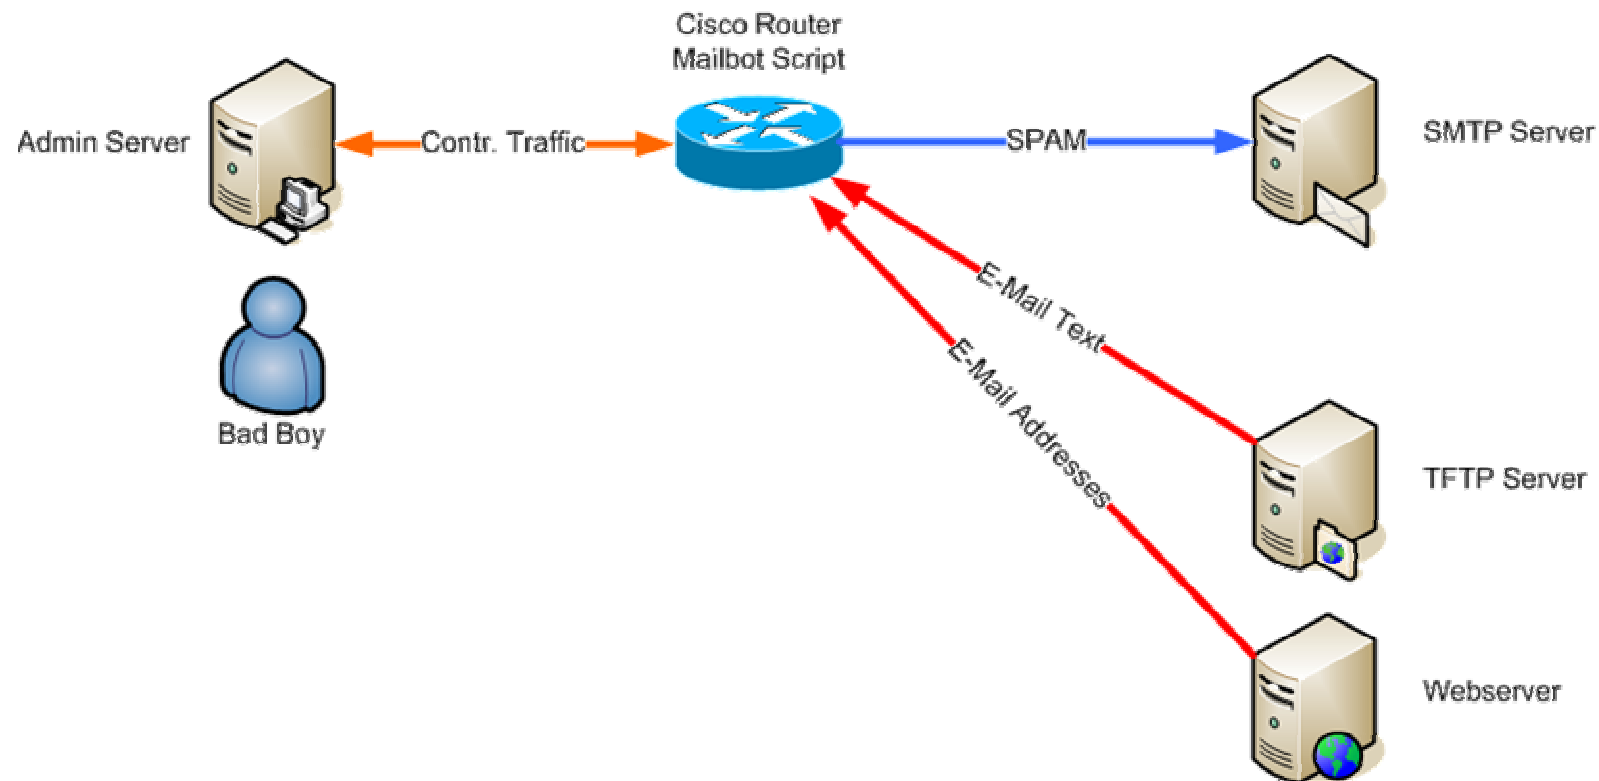 Cisco Router
Mailbot Script
Admin Server
Contr. Traffic
SPAM
SMTP Server
E-Mail Text
E-Mail Addresses
Bad Boy
TFTP Server
Webserver